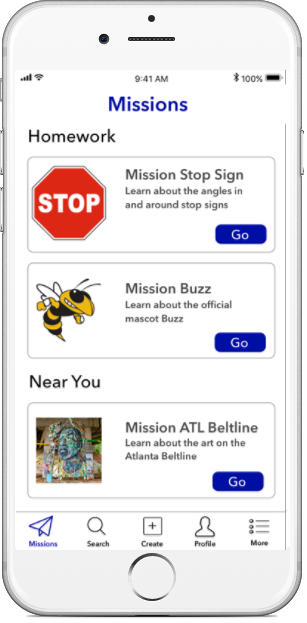 9:41 AM
100%
Missions
Homework
STOP
Mission Stop Sign
Learn about the angles in
and around stop signs
Go
Mission Buzz
Learn about the official
mascot Buzz
Go
Near You
Mission ATL Beltline
Learn about the art on the
Atlanta Beltline
Go
Missions
Search
Create
Profile
More